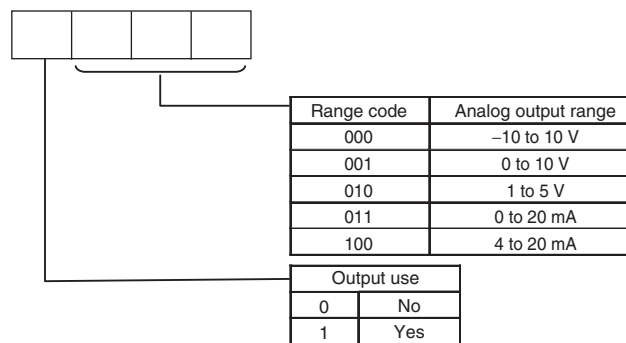 Range code Analog output range
000 –10 to 10 V
001 0 to 10 V
010 1 to 5 V
011 0 to 20 mA
100 4 to 20 mA
Output use
0 No
1 Yes